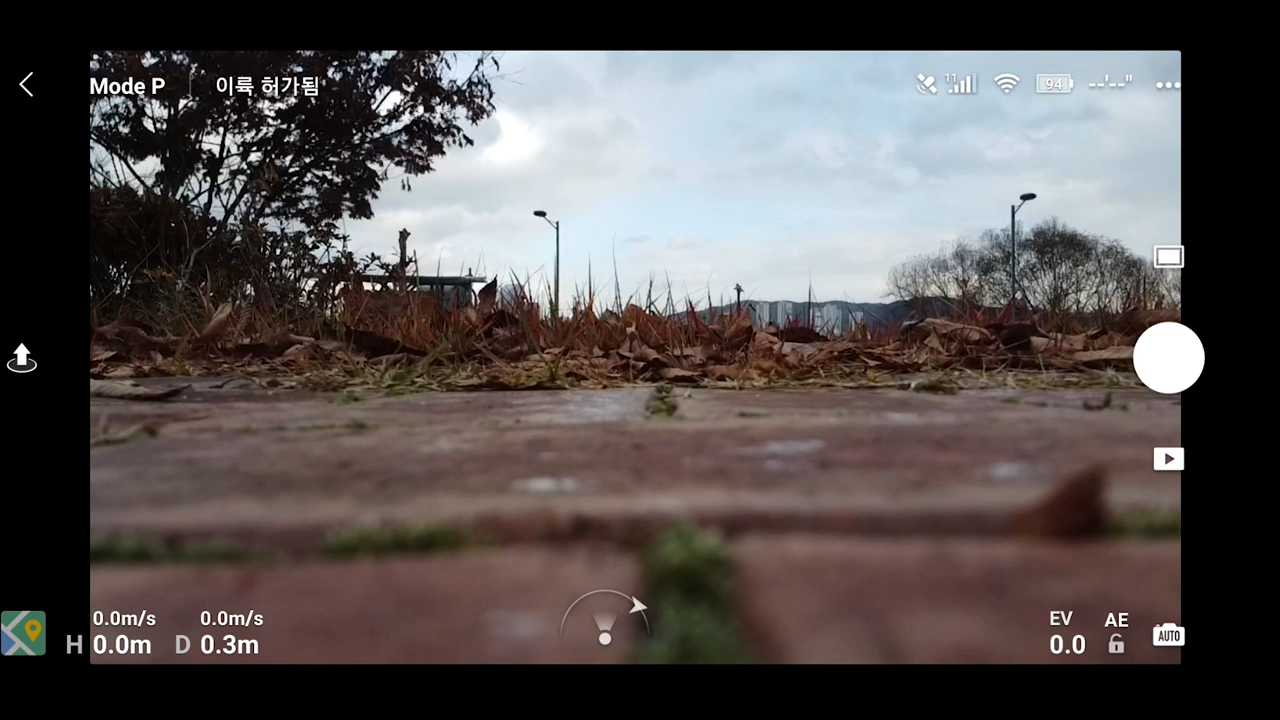 Mode P 이륙 허가됨 11 94 --'--"
0.0m/s 0.0m/s
H 0.0m D 0.3m
EV AE
0.0 AUTO